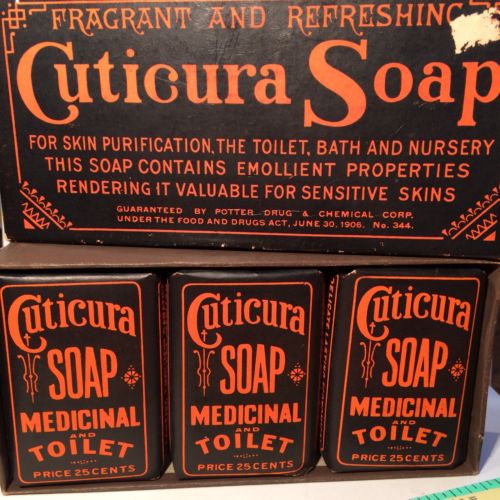 FRAGRANT AND REFRESHING
Cuticura Soap
FOR SKIN PURIFICATION, THE TOILET, BATH AND NURSERY
THIS SOAP CONTAINS EMOLLIENT PROPERTIES
RENDERING IT VALUABLE FOR SENSITIVE SKINS
GUARANTEED BY POTTER DRUG & CHEMICAL CORP.
UNDER THE FOOD AND DRUGS ACT, JUNE 30, 1906. No. 344.
Cuticura
SOAP
MEDICINAL
AND
TOILET
PRICE 25 CENTS
Cuticura
SOAP
MEDICINAL
AND
TOILET
PRICE 25 CENTS
Cuticura
SOAP
MEDICINAL
AND
TOILET
PRICE 25 CENTS